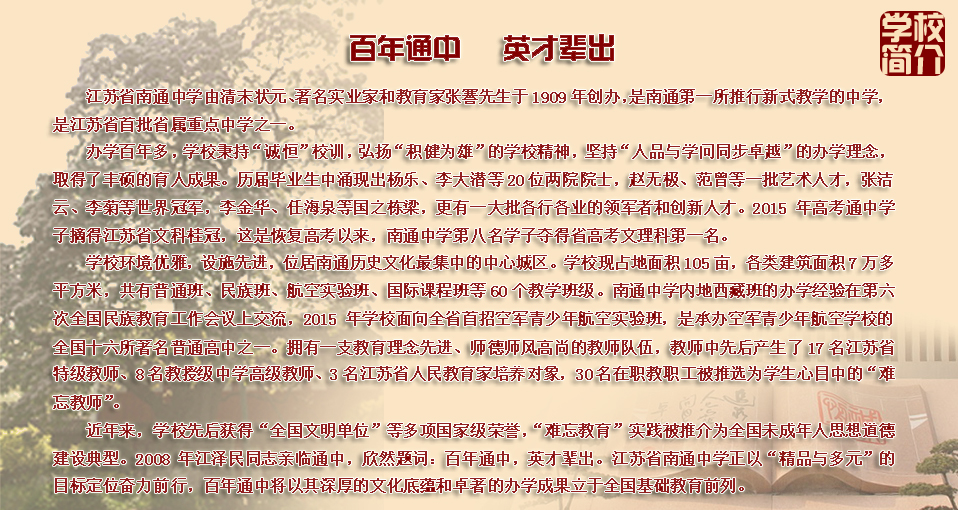 百年通中 英才辈出
学校
简介
江苏省南通中学由清末状元、著名实业家和教育家张謇先生于1909年创办,是南通第一所推行新式教学的中学,
是江苏省首批省属重点中学之一。
办学百年多,学校秉持“诚恒”校训,弘扬“积健为雄”的学校精神,坚持“人品与学问同步卓越”的办学理念,
取得了丰硕的育人成果。历届毕业生中涌现出杨乐、李大潜等20位两院院士,赵无极、范曾等一批艺术人才,张洁
云、李菊等世界冠军,李金华、任海泉等国之栋梁,更有一大批各行各业的领军者和创新人才。2015 年高考通中学
子摘得江苏省文科桂冠,这是恢复高考以来,南通中学第八名学子夺得省高考文理科第一名。
学校环境优雅,设施先进,位居南通历史文化最集中的中心城区。学校现占地面积105亩,各类建筑面积7万多
平方米,共有普通班、民族班、航空实验班、国际课程班等60个教学班级。南通中学内地西藏班的办学经验在第六
次全国民族教育工作会议上交流,2015 年学校面向全省首招空军青少年航空实验班,是承办空军青少年航空学校的
全国十六所著名普通高中之一。拥有一支教育理念先进、师德师风高尚的教师队伍,教师中先后产生了17名江苏省
特级教师、8名教授级中学高级教师、3名江苏省人民教育家培养对象,30名在职教职工被推选为学生心目中的“难
忘教师”。
近年来,学校先后获得“全国文明单位”等多项国家级荣誉,“难忘教育”实践被推介为全国未成年人思想道德
建设典型。2008 年江泽民同志亲临通中,欣然题词:百年通中,英才辈出。江苏省南通中学正以“精品与多元”的
目标定位奋力前行,百年通中将以其深厚的文化底蕴和卓著的办学成果立于全国基础教育前列。